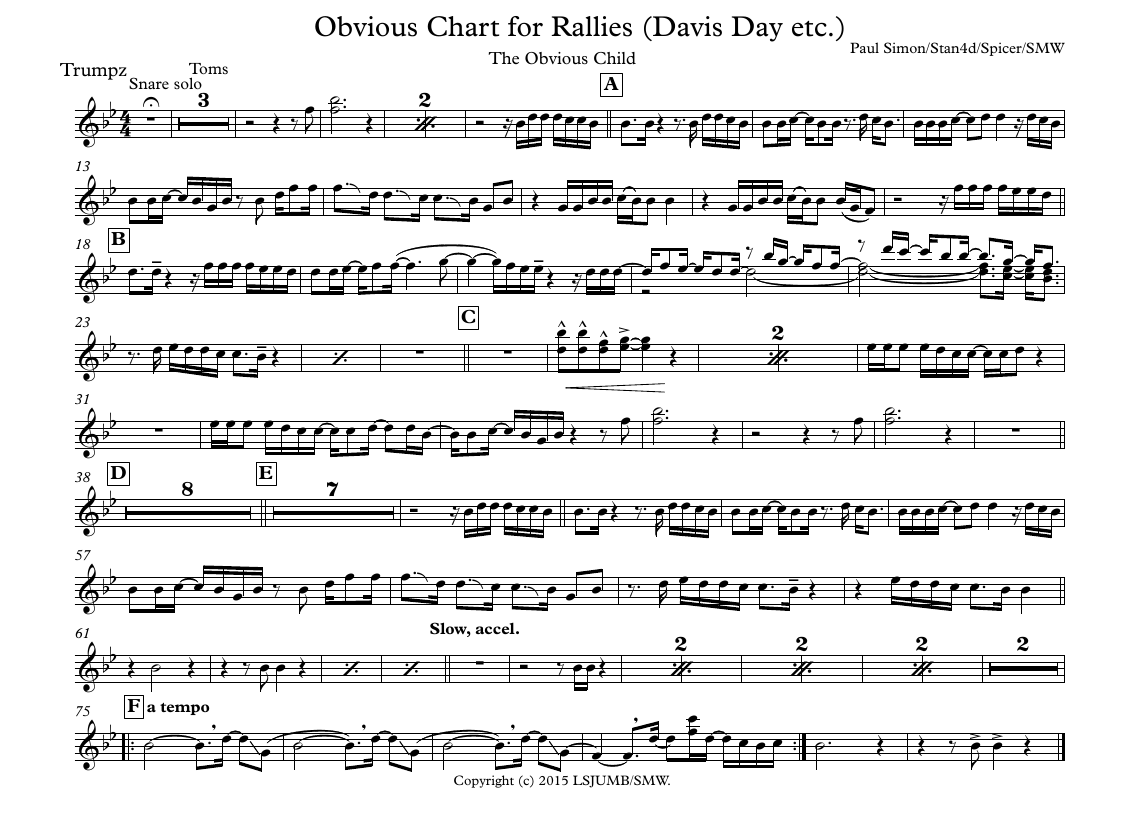 Obvious Chart for Rallies (Davis Day etc.)
Paul Simon/Stan4d/Spicer/SMW
The Obvious Child
Trumpz
Toms
Snare solo
A
3
2
13
18
B
23
C
2
31
38
D
E
8
7
57
61
Slow, accel.
2
2
2
2
75
F a tempo
Copyright (c) 2015 LSJUMB/SMW.